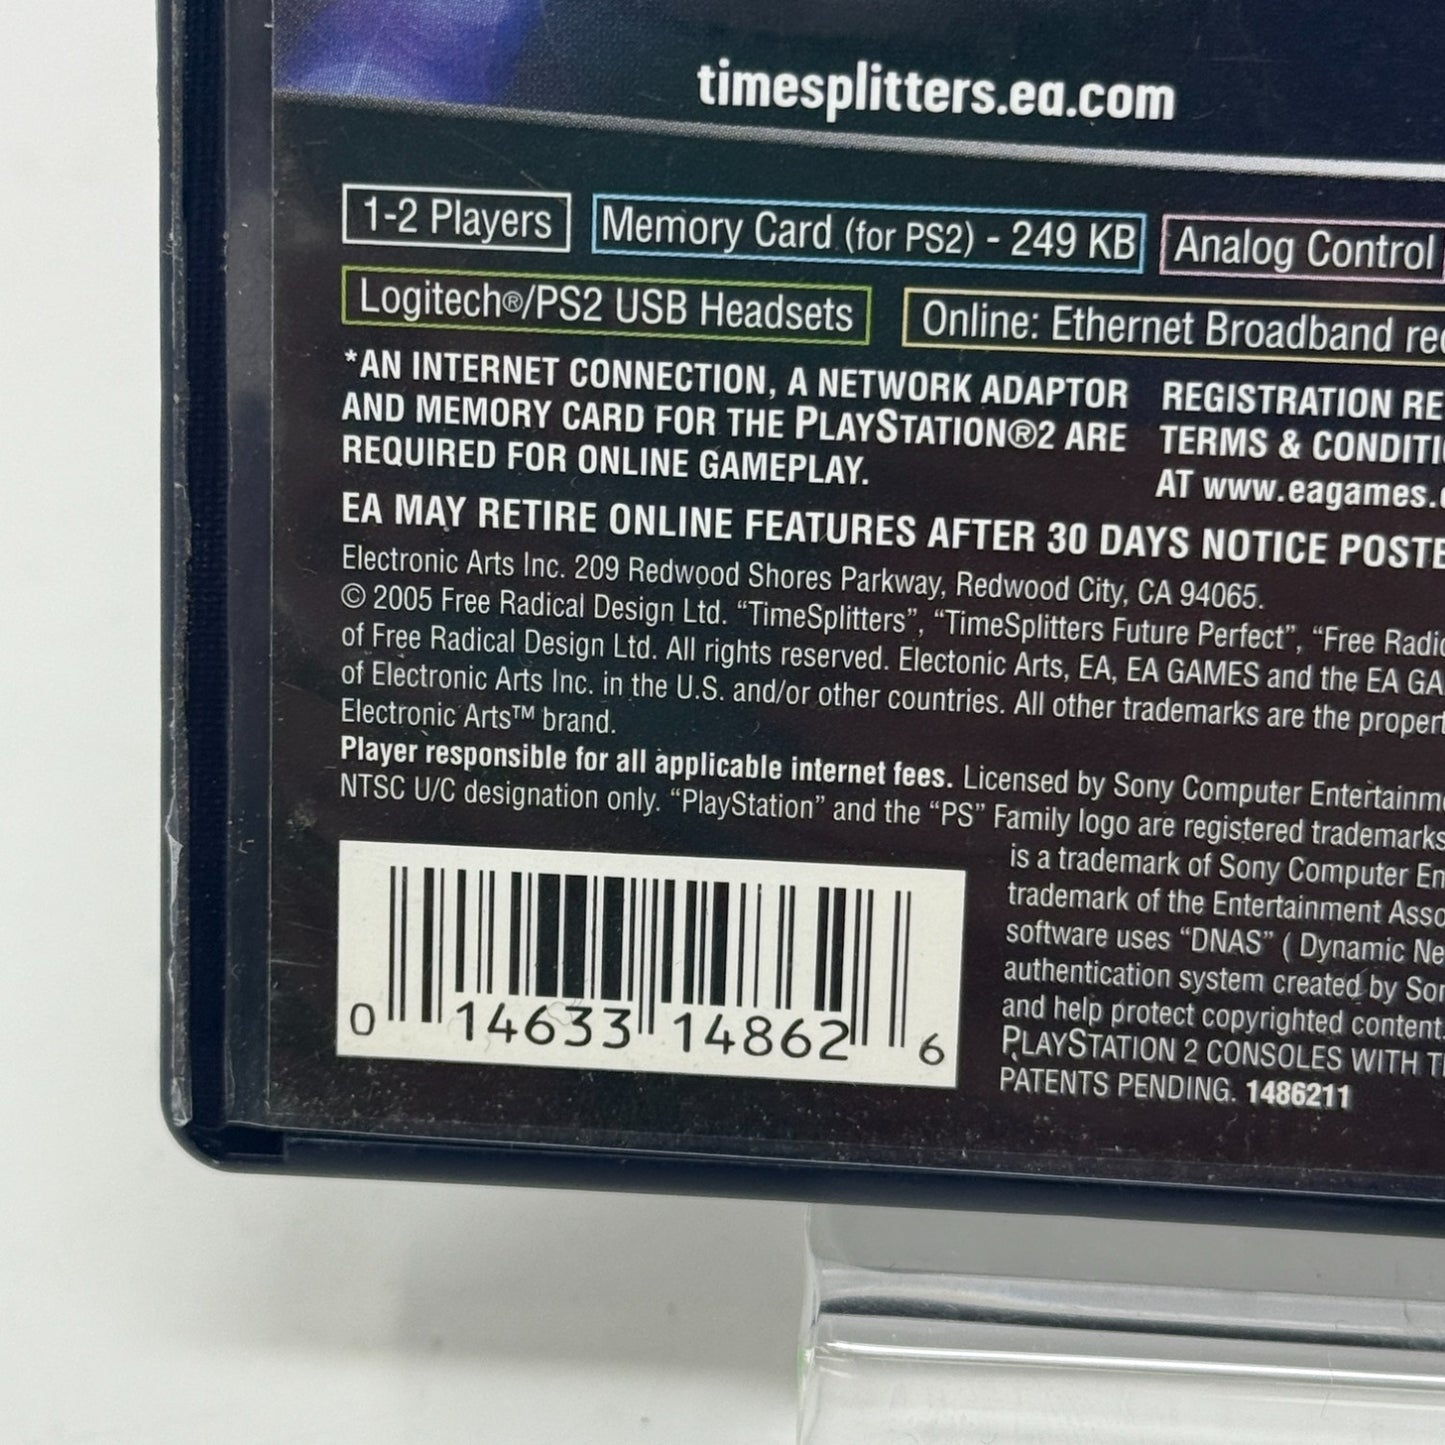 timesplitters.ea.com
1-2 Players Memory Card (for PS2) - 249 KB Analog Control
Logitech®/PS2 USB Headsets Online: Ethernet Broadband
*AN INTERNET CONNECTION, A NETWORK ADAPTOR
AND MEMORY CARD FOR THE PLAYSTATION®2 ARE
REQUIRED FOR ONLINE GAMEPLAY.
REGISTRATION
TERMS &
AT www.eagames.
EA MAY RETIRE ONLINE FEATURES AFTER 30 DAYS NOTICE
Electronic Arts Inc. 209 Redwood Shores Parkway, Redwood City, CA 94065.
© 2005 Free Radical Design Ltd. “TimeSplitters”, “TimeSplitters Future Perfect”, “Free
of Free Radical Design Ltd. All rights reserved. Electonic Arts, EA, EA GAMES and the EA
of Electronic Arts Inc. in the U.S. and/or other countries. All other trademarks are the
Electronic Arts™ brand.
Player responsible for all applicable internet fees. Licensed by Sony Computer
NTSC U/C designation only. “PlayStation” and the “PS” Family logo are registered trademarks
is a trademark of Sony Computer
trademark of the Entertainment
software uses “DNAS” ( Dynamic
authentication system created by
and help protect copyrighted content
PLAYSTATION 2 CONSOLES WITH
PATENTS PENDING. 1486211
0 14633 14862 6